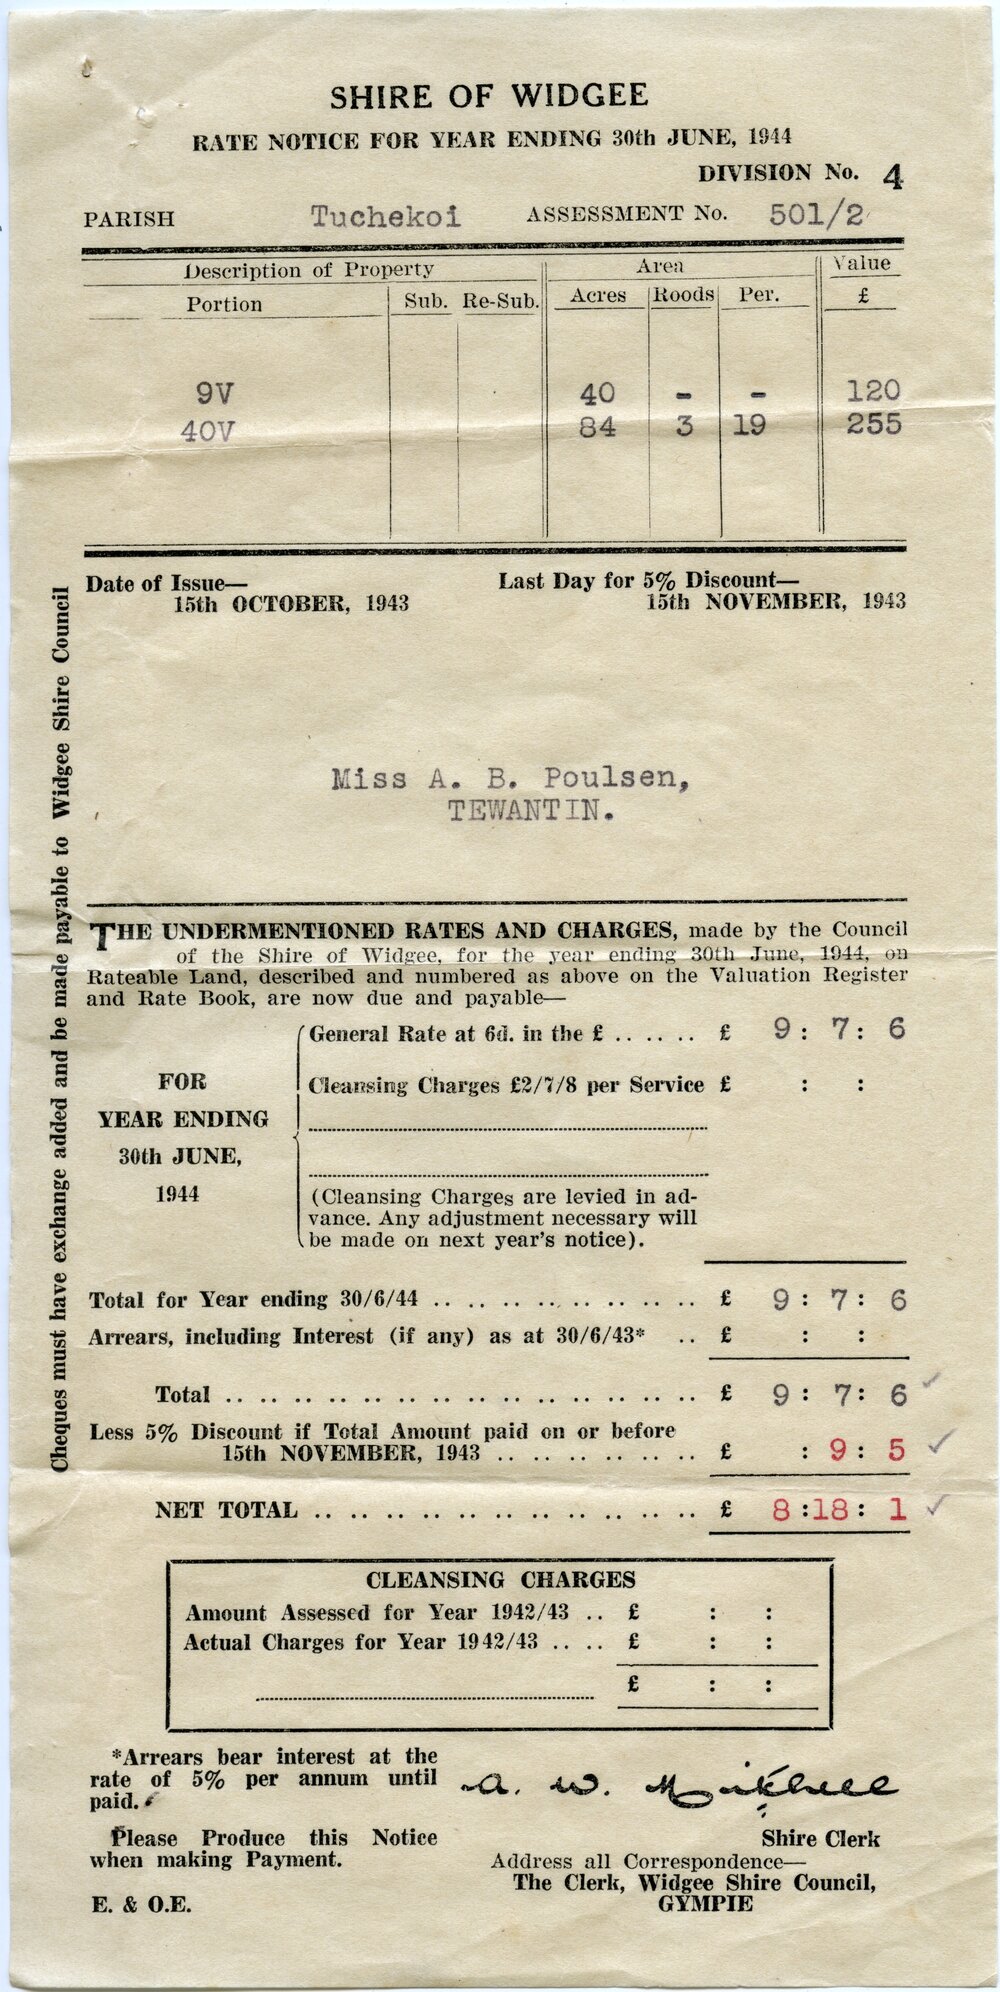 SHIRE OF WIDGEE
RATE NOTICE FOR YEAR ENDING 30th JUNE, 1944
DIVISION No. 4
PARISH Tuchekoi ASSESSMENT No. 501/2
Description of Property Area Value
Portion Sub. Re-Sub. Acres Roods Per. £
9V 40 - - 120
40V 84 3 19 255
Date of Issue— Last Day for 5% Discount—
15th OCTOBER, 1943 15th NOVEMBER, 1943
Miss A. B. Poulsen,
TEWANTIN.
THE UNDERMENTIONED RATES AND CHARGES, made by the Council
of the Shire of Widgee, for the year ending 30th June, 1944, on
Rateable Land, described and numbered as above on the Valuation Register
and Rate Book, are now due and payable—
General Rate at 6d. in the £ ...... £ 9: 7: 6
FOR
Cleansing Charges £2/7/8 per Service £ : :
YEAR ENDING
30th JUNE,
1944
(Cleansing Charges are levied in ad-
vance. Any adjustment necessary will
be made on next year's notice).
Total for Year ending 30/6/44 .. .. .. .. .. .. .. .. .. .. £ 9: 7: 6
Arrears, including Interest (if any) as at 30/6/43* .. £ : :
Total .. .. .. .. .. .. .. .. .. .. .. .. .. .. .. .. .. .. £ 9: 7: 6
Less 5% Discount if Total Amount paid on or before
15th NOVEMBER, 1943 .. .. .. .. .. .. .. .. £ : 9: 5
NET TOTAL .. .. .. .. .. .. .. .. .. .. .. .. .. .. .. £ 8:18: 1
CLEANSING CHARGES
Amount Assessed for Year 1942/43 .. £ : :
Actual Charges for Year 1942/43 .. .. £ : :
£ : :
*Arrears bear interest at the
rate of 5% per annum until
paid.
A. W. Mitchell
Please Produce this Notice
when making Payment.
Shire Clerk
Address all Correspondence—
The Clerk, Widgee Shire Council,
E. & O.E. GYMPIE
Cheques must have exchange added and be made payable to Widgee Shire Council